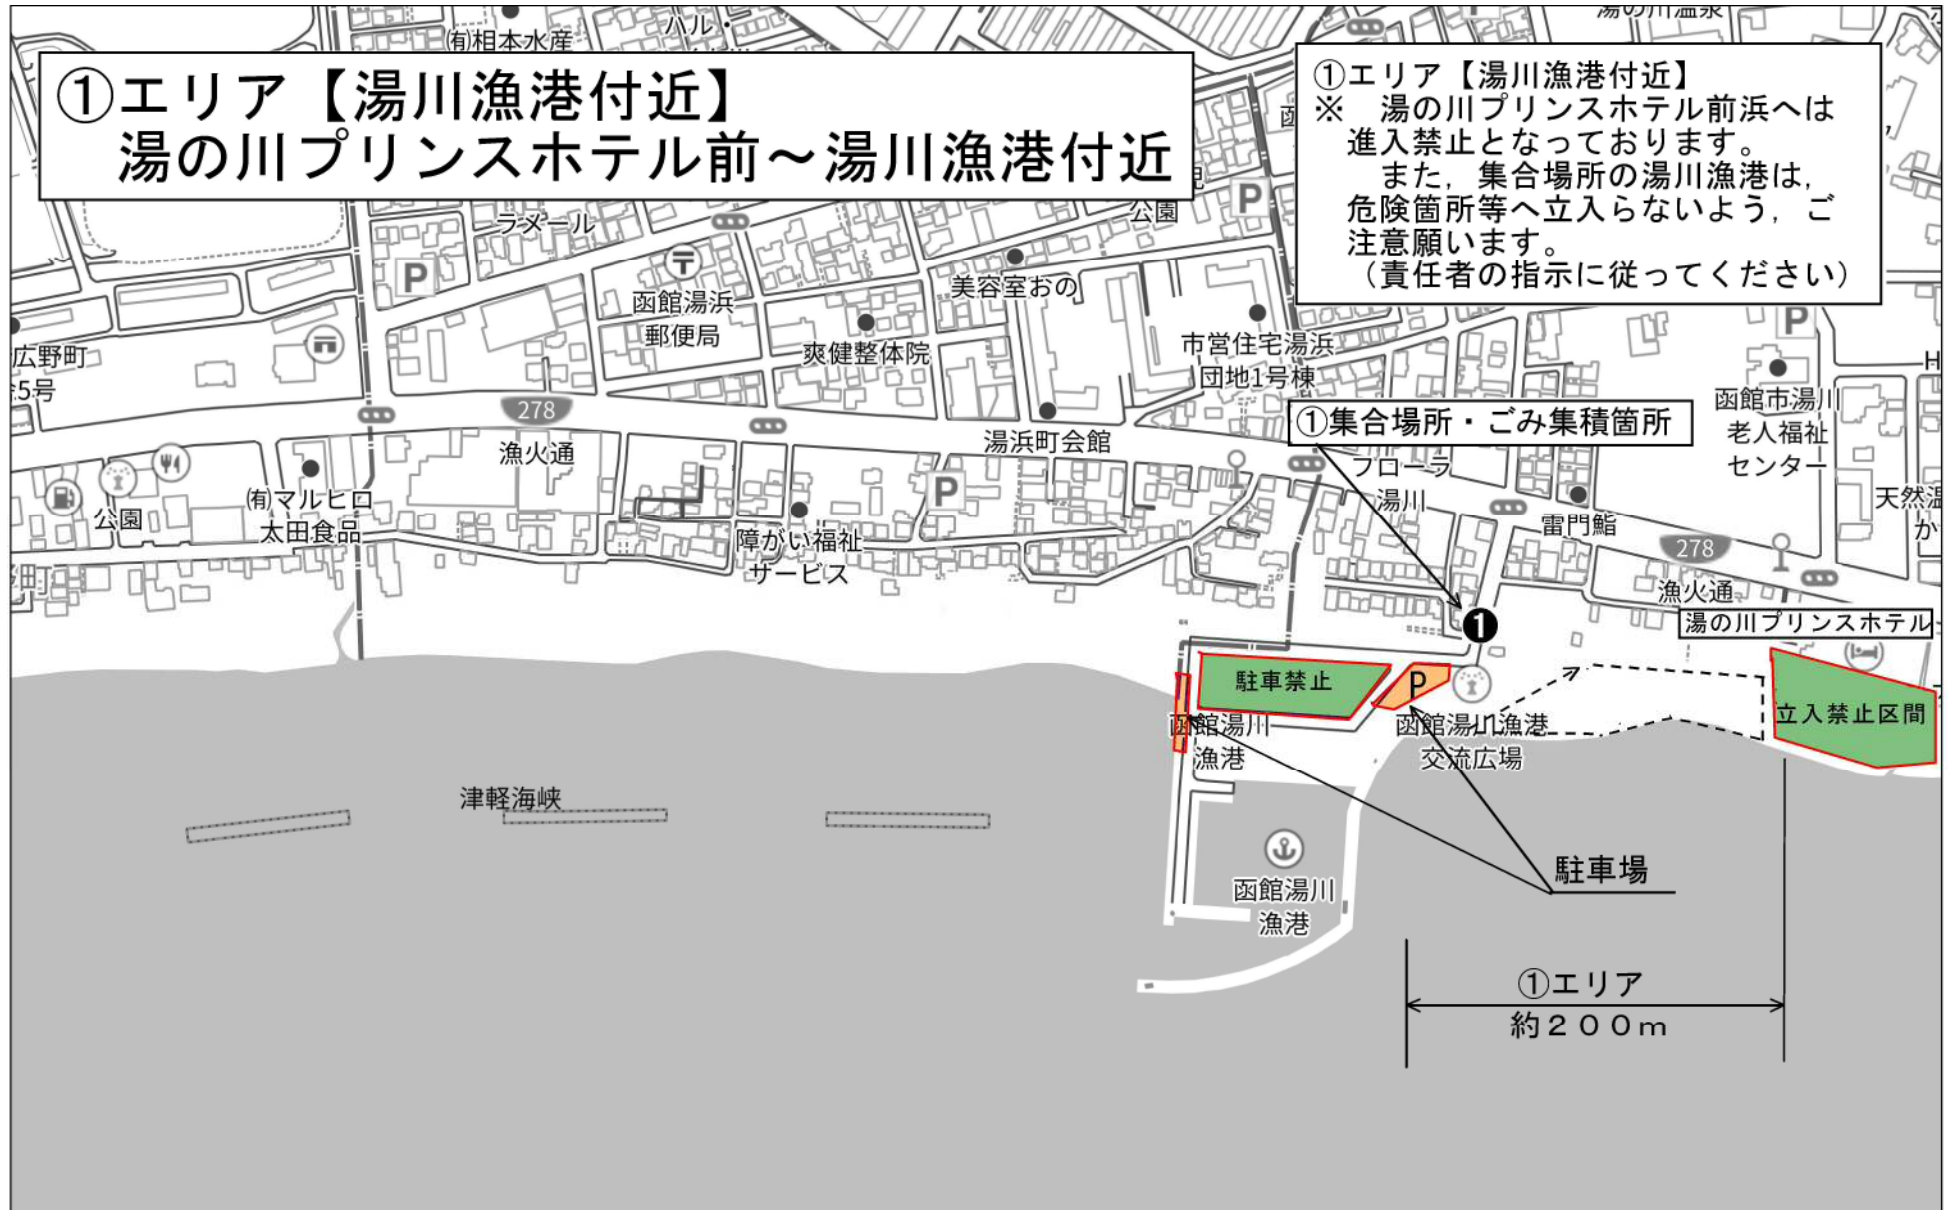 湯の川温泉
㈲相本水産
ハル・
①エリア【湯川漁港付近】
湯の川プリンスホテル前～湯川漁港付近
①エリア【湯川漁港付近】
※　湯の川プリンスホテル前浜へは
進入禁止となっております。
また，集合場所の湯川漁港は，
危険箇所等へ立入らないよう，ご
注意願います。
（責任者の指示に従ってください）
公園
P
ラメール
P
函館湯浜
郵便局
美容室おの
爽健整体院
市営住宅湯浜
団地1号棟
P
広野町
5号
函館市湯川
老人福祉
センター
278
漁火通
湯浜町会館
①集合場所・ごみ集積箇所
フローラ
湯川
P
公園
㈲マルヒロ
太田食品
障がい福祉
サービス
雷門鮨
天然温
か
278
漁火通
1
湯の川プリンスホテル
駐車禁止
P
立入禁止区間
函館湯川
漁港
函館湯川漁港
交流広場
津軽海峡
駐車場
函館湯川
漁港
①エリア
約２００ｍ